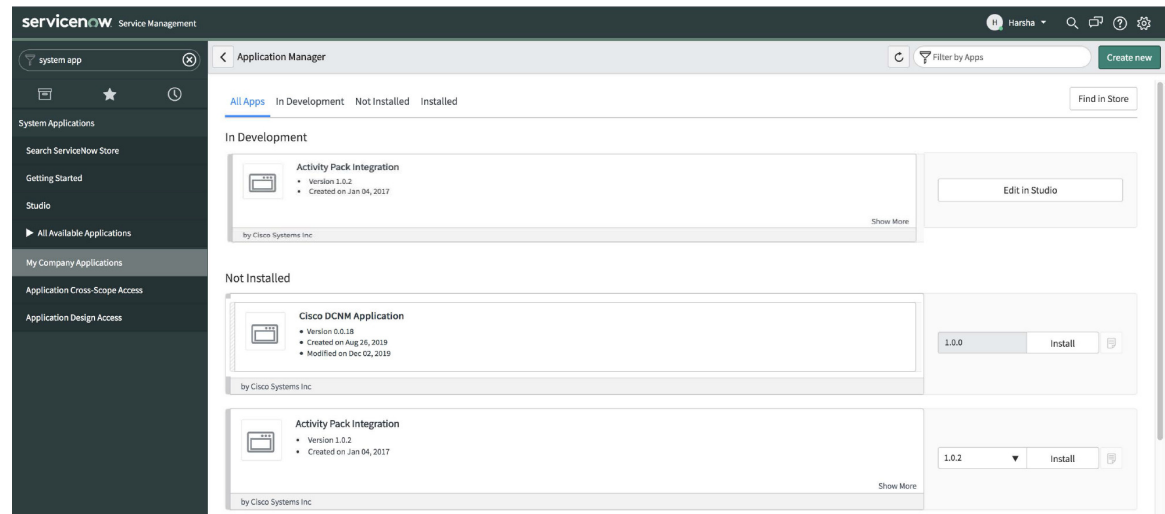 servicenow Service Management
H Harsha
system app
Application Manager
Filter by Apps
Create new
System Applications
Search ServiceNow Store
Getting Started
Studio
All Available Applications
My Company Applications
Application Cross-Scope Access
Application Design Access
All Apps In Development Not Installed Installed
Find in Store
In Development
Activity Pack Integration
• Version 1.0.2
• Created on Jan 04, 2017
Show More
by Cisco Systems Inc
Edit in Studio
Not Installed
Cisco DCNM Application
• Version 0.0.18
• Created on Aug 26, 2019
• Modified on Dec 02, 2019
by Cisco Systems Inc
1.0.0 Install
Activity Pack Integration
• Version 1.0.2
• Created on Jan 04, 2017
Show More
by Cisco Systems Inc
1.0.2 Install